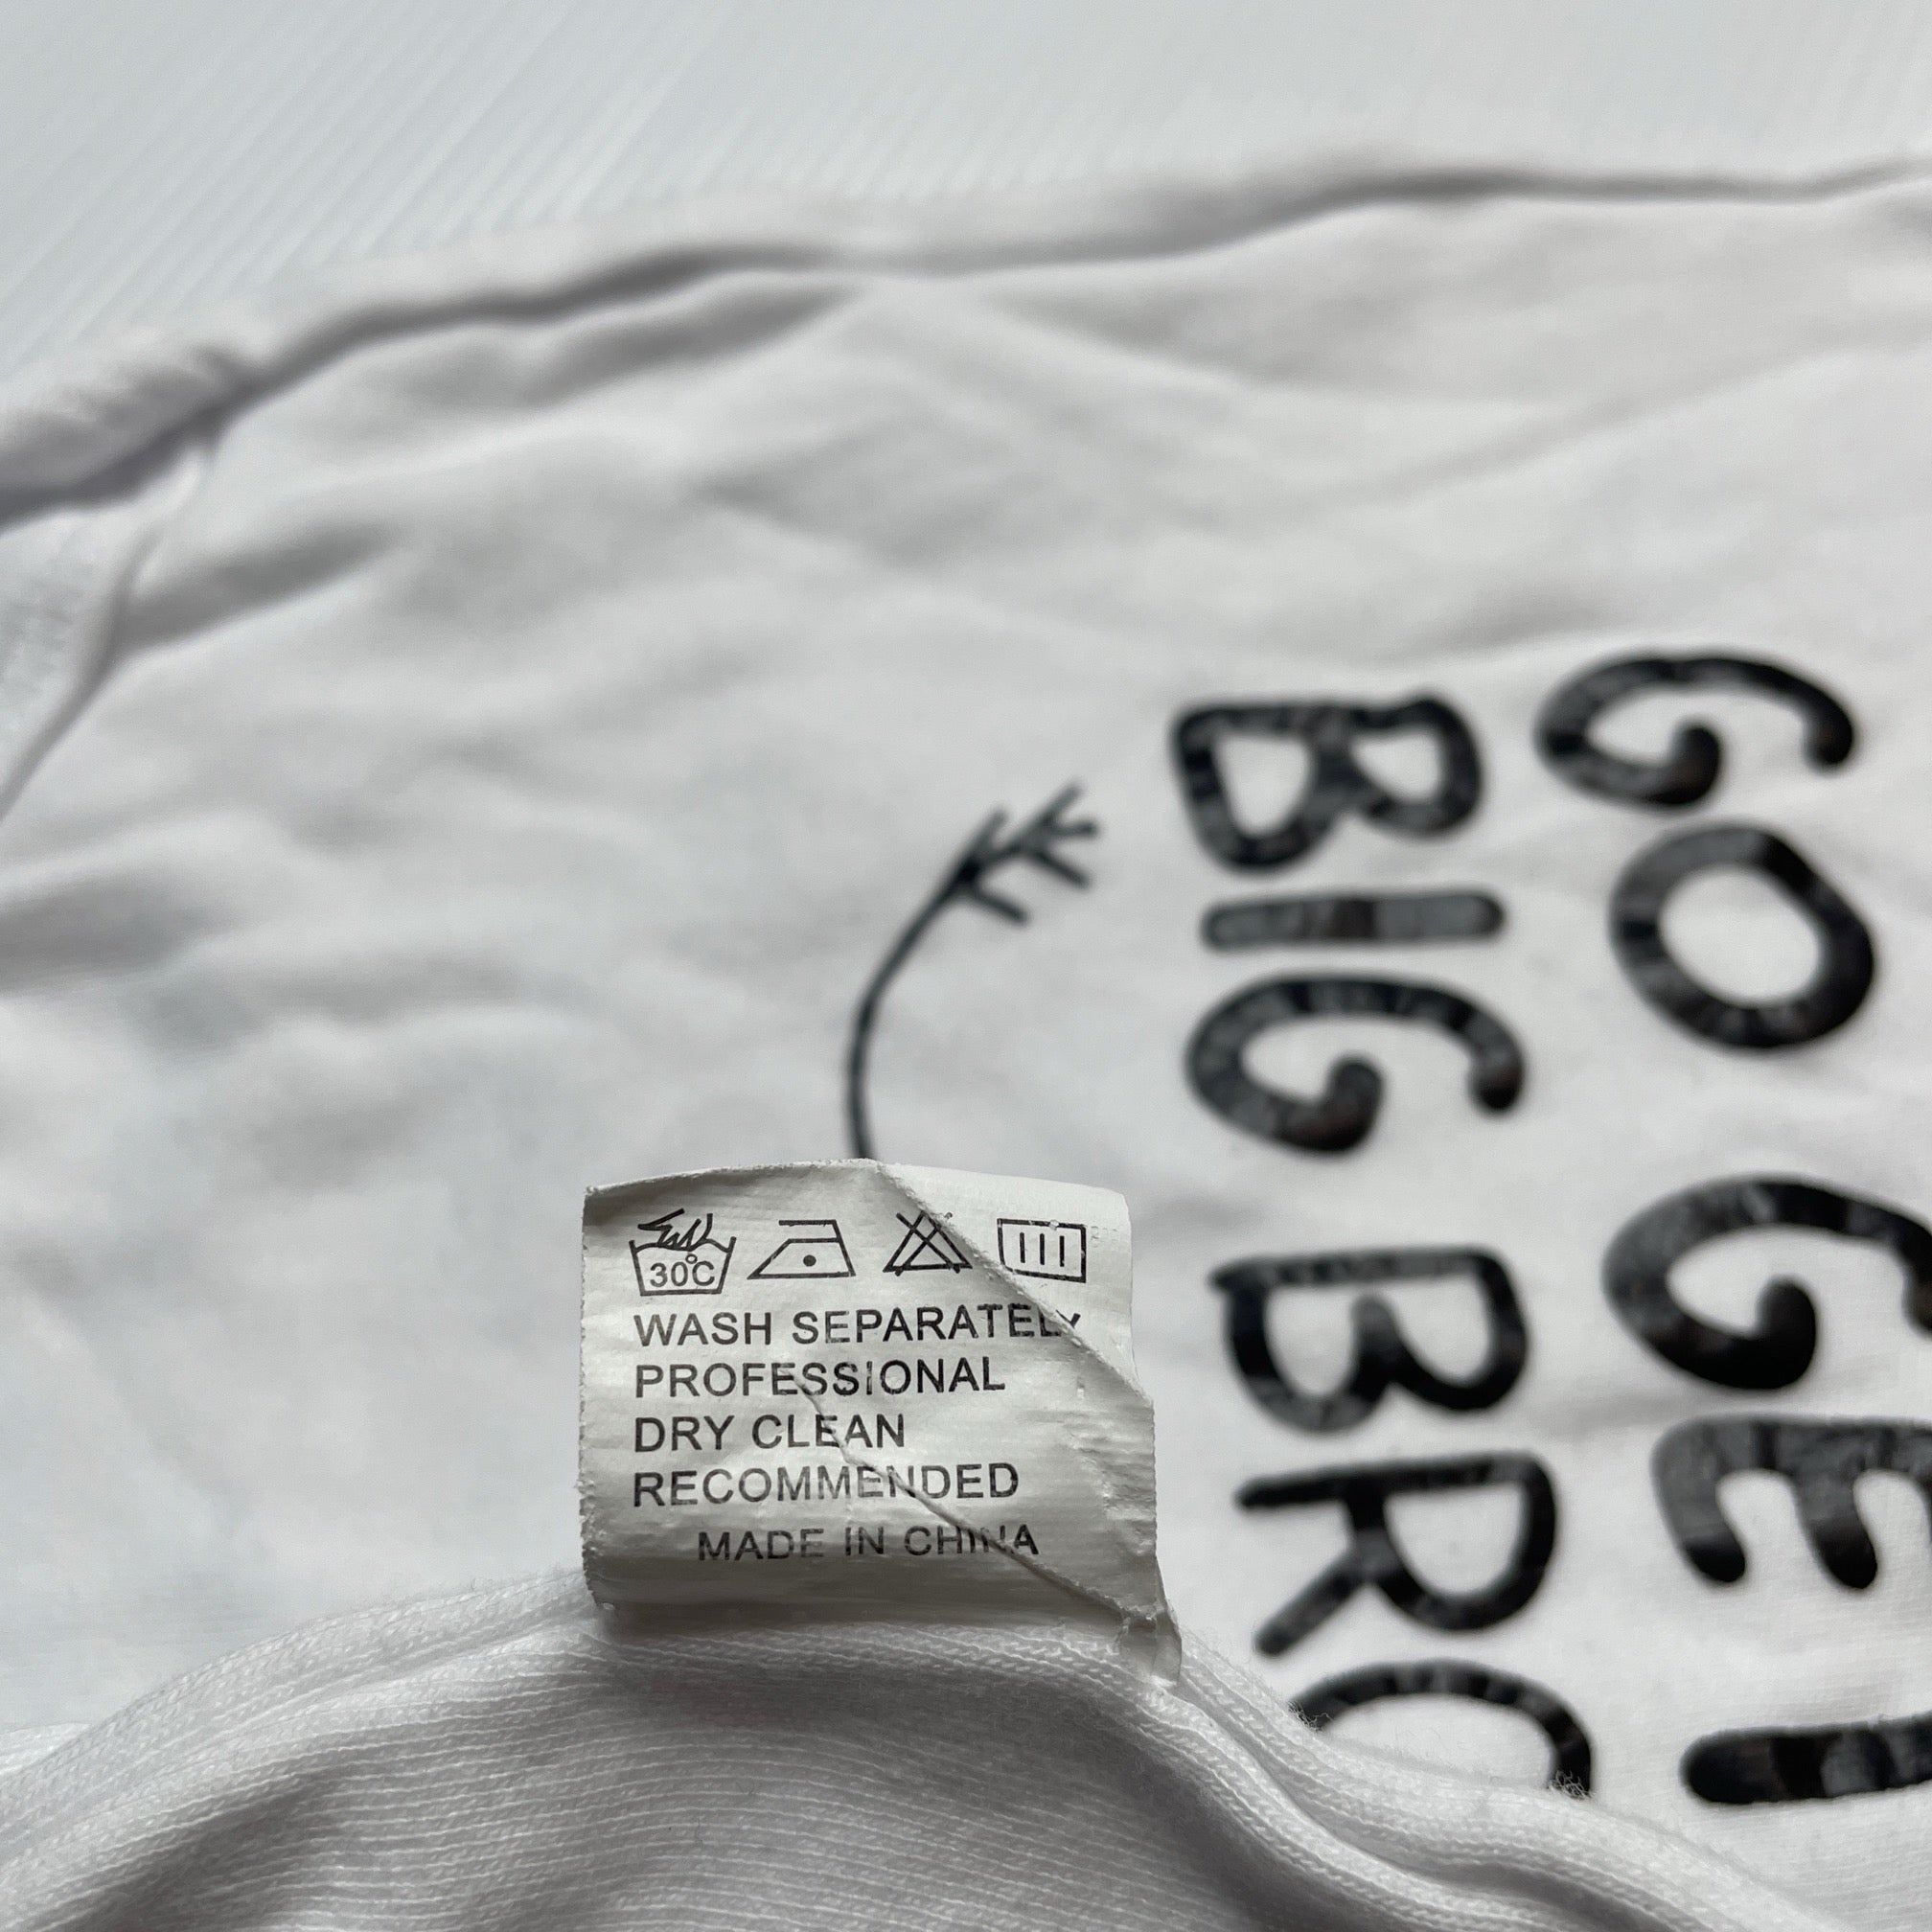 30°C
WASH SEPARATELY
PROFESSIONAL
DRY CLEAN
RECOMMENDED
MADE IN CHINA
GO
BIG